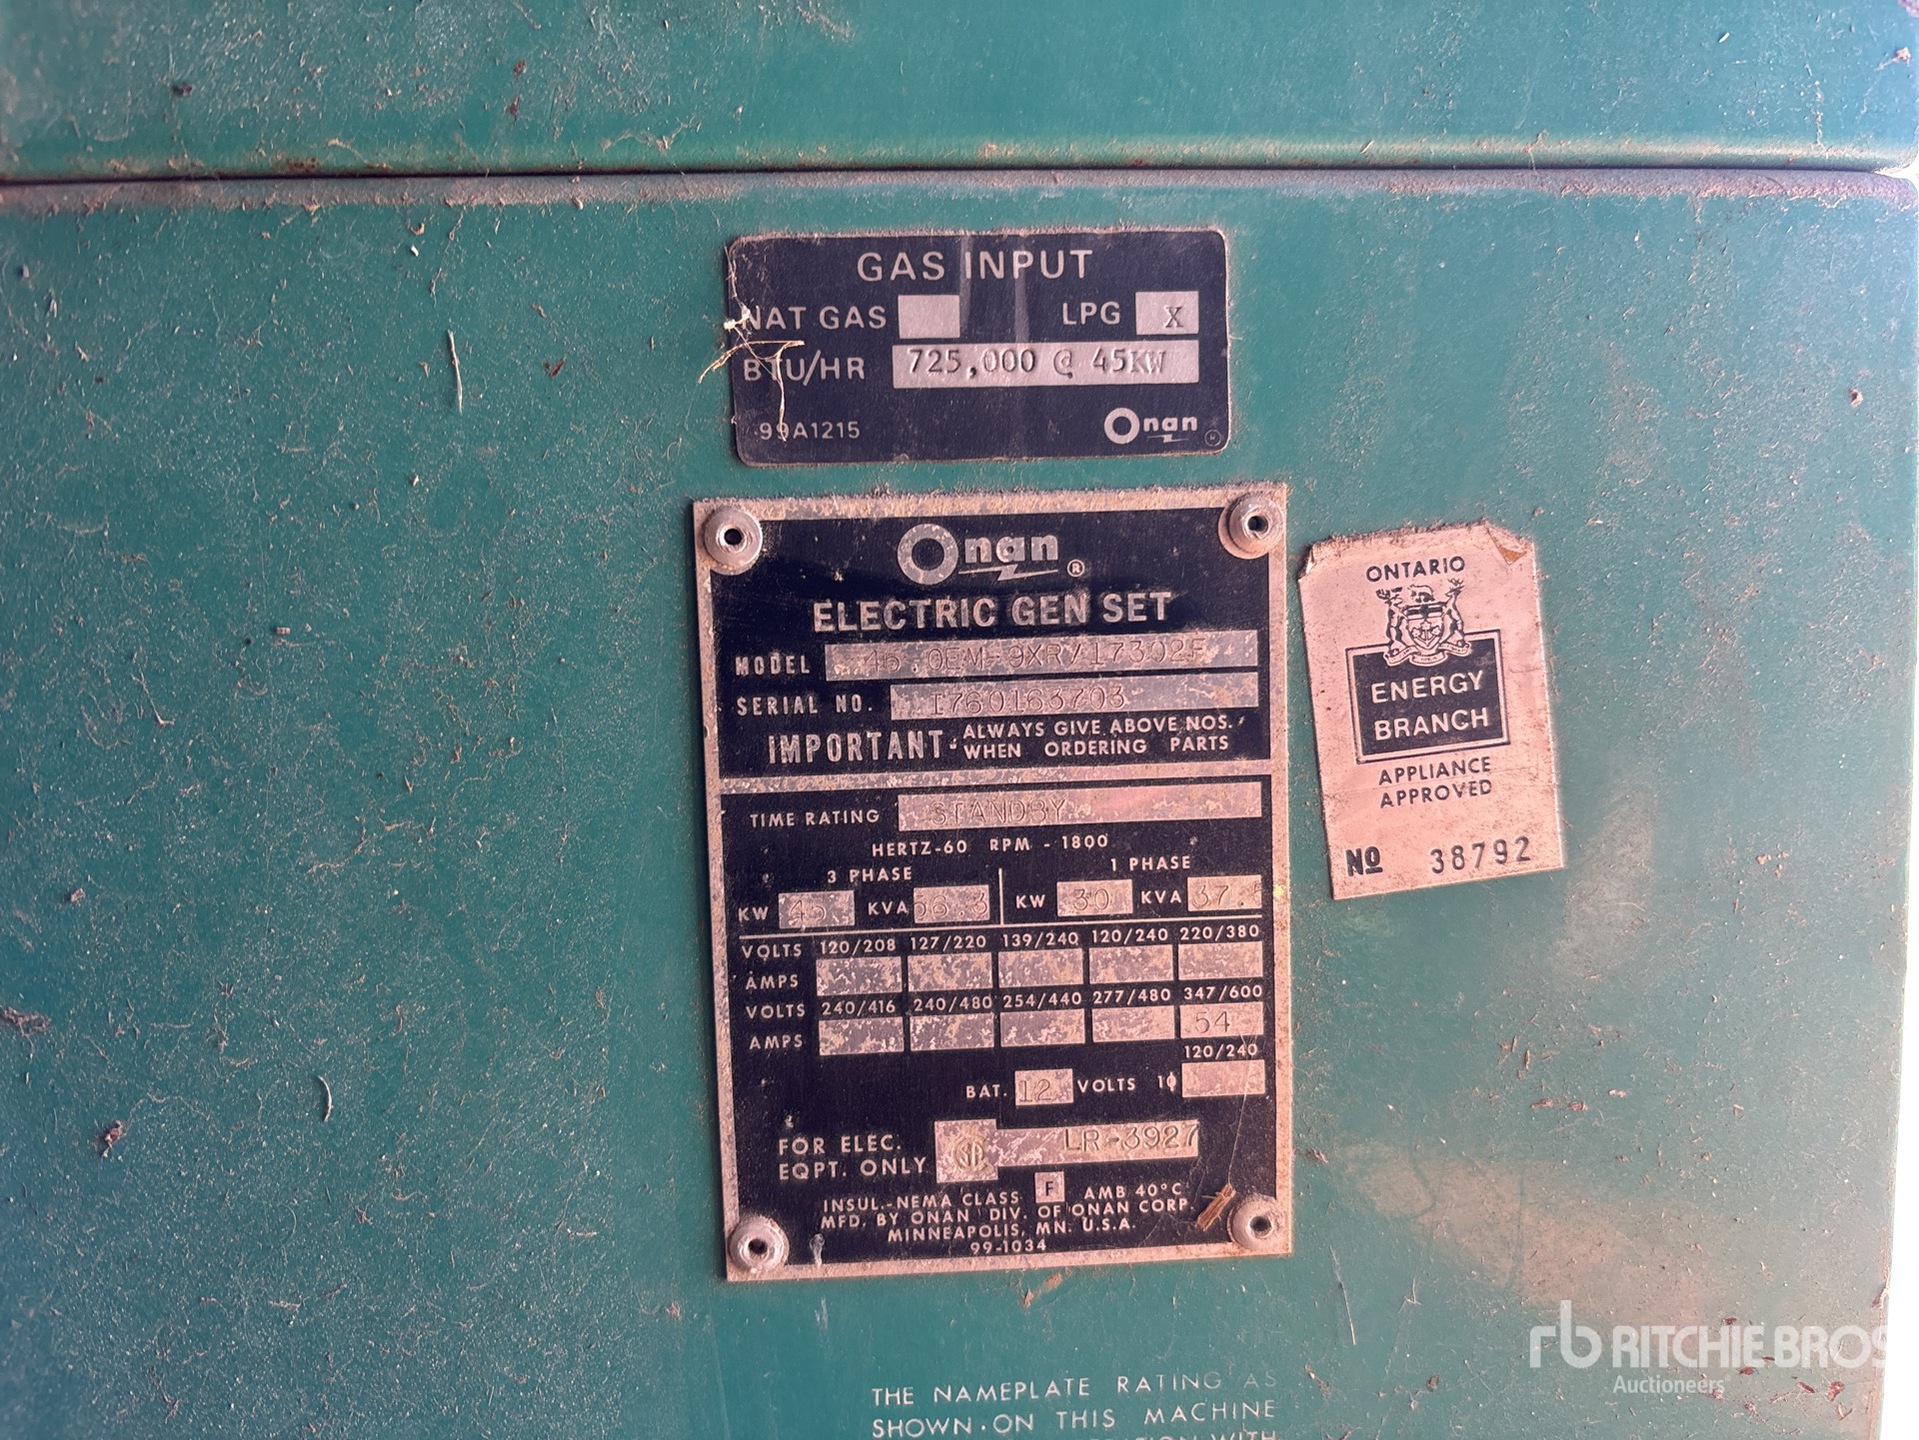 GAS INPUT
NAT GAS LPG X
BTU/HR 725,000 @ 45KW
99A1215 Onan
Onan ®
ELECTRIC GEN SET
MODEL 45.0EM-9XR/17302F
SERIAL NO. I760163703
IMPORTANT: ALWAYS GIVE ABOVE NOS.
WHEN ORDERING PARTS
TIME RATING STANDBY
HERTZ-60 RPM - 1800
3 PHASE 1 PHASE
KW 45 KVA 56.3 KW 30 KVA 37.5
VOLTS 120/208 127/220 139/240 120/240 220/380
AMPS
VOLTS 240/416 240/480 254/440 277/480 347/600
AMPS 54
120/240
BAT. 12 VOLTS 1ϕ
FOR ELEC. LR-3927
EQPT. ONLY
INSUL.-NEMA CLASS F AMB 40°C
MFD. BY ONAN DIV. OF ONAN CORP.
MINNEAPOLIS, MN. U.S.A.
99-1034
ONTARIO
ENERGY
BRANCH
APPLIANCE
APPROVED
Nº 38792
THE NAMEPLATE RATING AS
SHOWN ON THIS MACHINE
WITH
rb RITCHIE BROS
Auctioneers